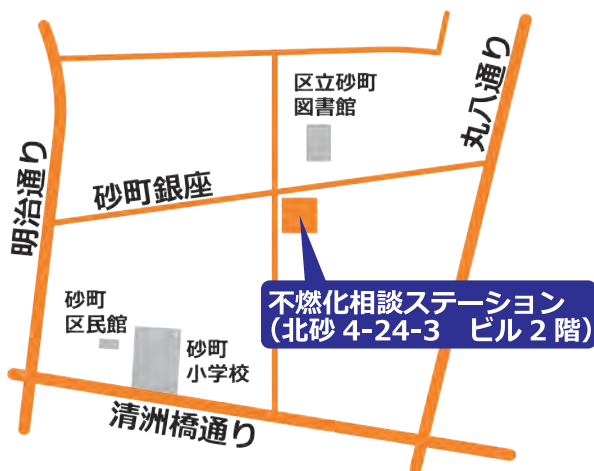 区立砂町
図書館
丸八通り
明治通り
砂町銀座
不燃化相談ステーション
（北砂 4-24-3　ビル 2 階）
砂町
区民館
砂町
小学校
清洲橋通り